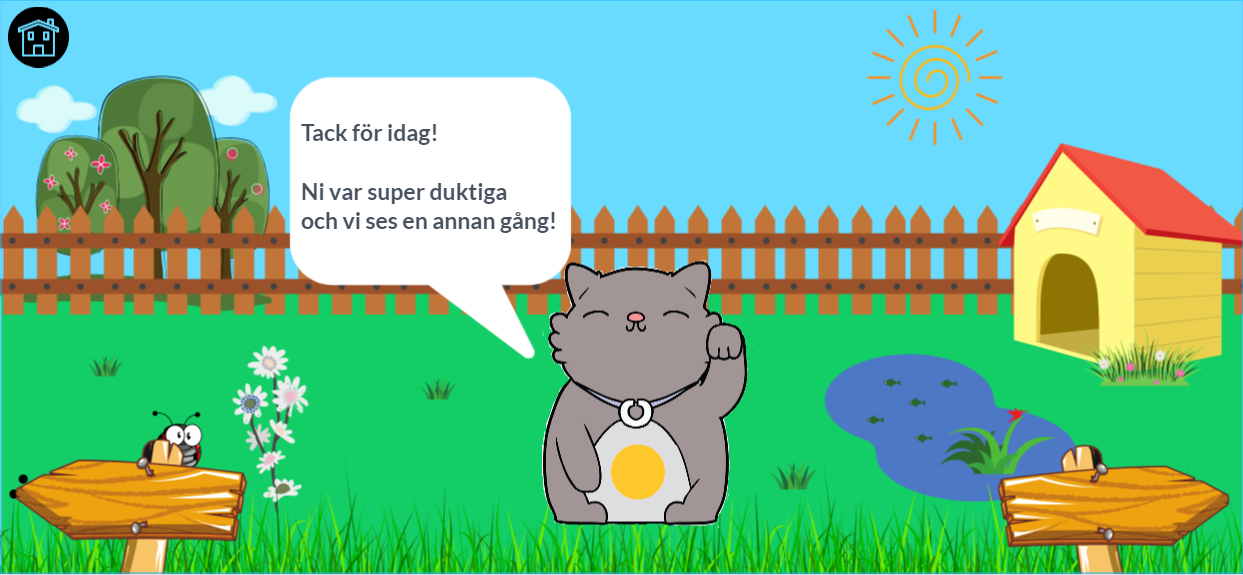 Tack för idag!
Ni var super duktiga
och vi ses en annan gång!